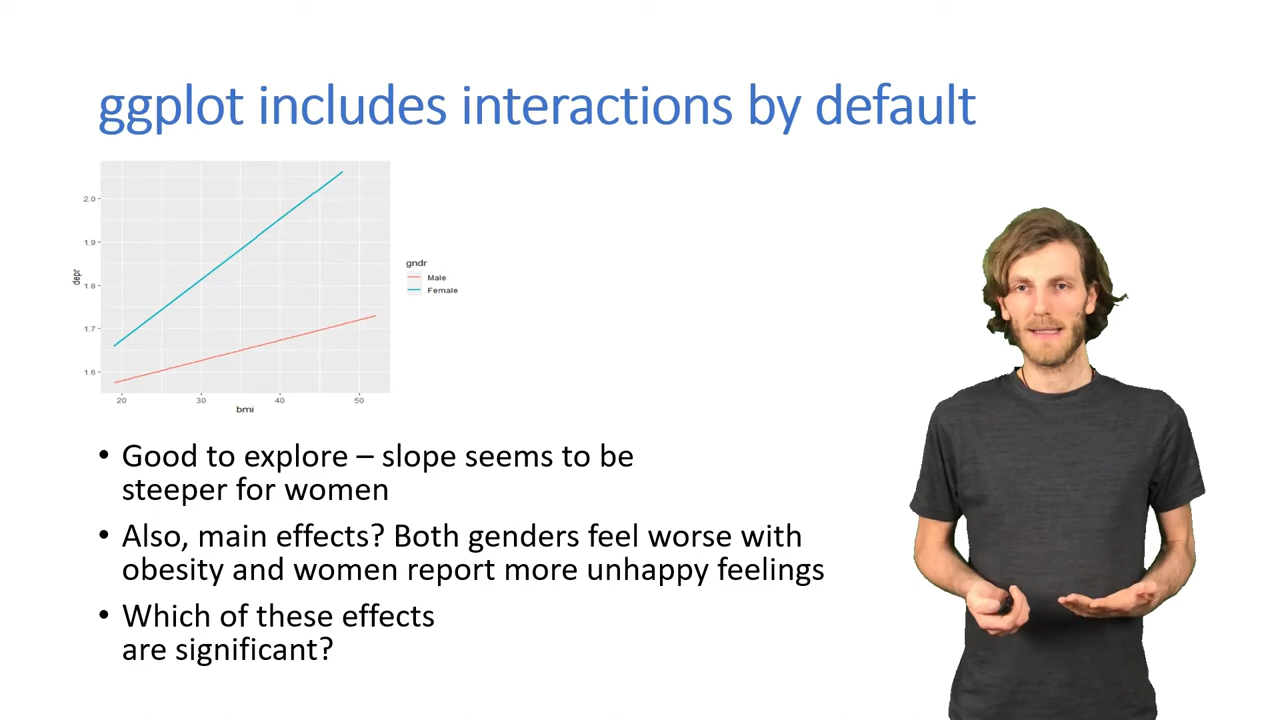 ggplot includes interactions by default
2.0
1.9
1.8
1.7
1.6
depr
20 30 40 50
bmi
gndr
Male
Female
• Good to explore – slope seems to be
steeper for women
• Also, main effects? Both genders feel worse with
obesity and women report more unhappy feelings
• Which of these effects
are significant?